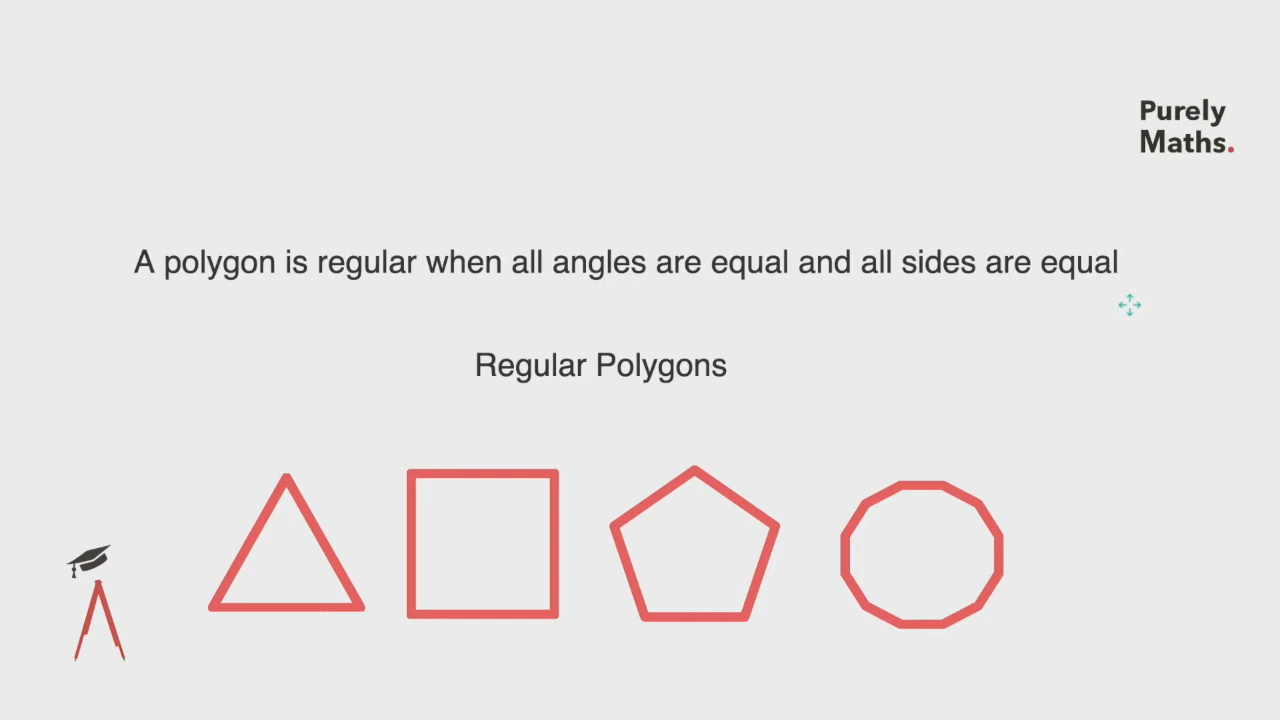 Purely
Maths.
A polygon is regular when all angles are equal and all sides are equal
Regular Polygons